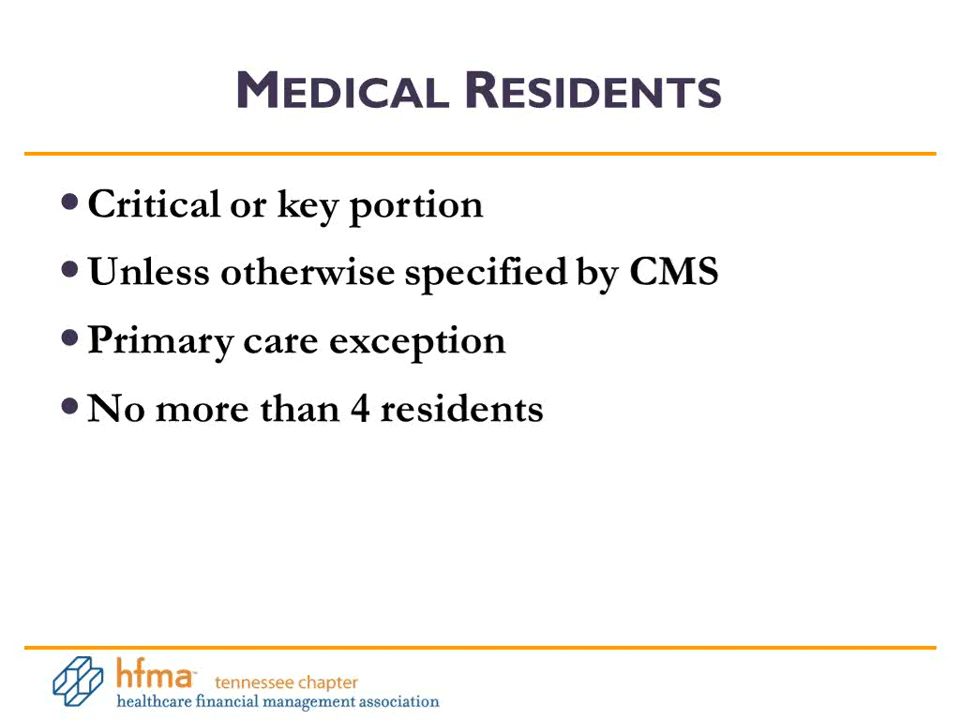 MEDICAL RESIDENTS
Critical or key portion
Unless otherwise specified by CMS
Primary care exception
No more than 4 residents
hfma™ tennessee chapter
healthcare financial management association